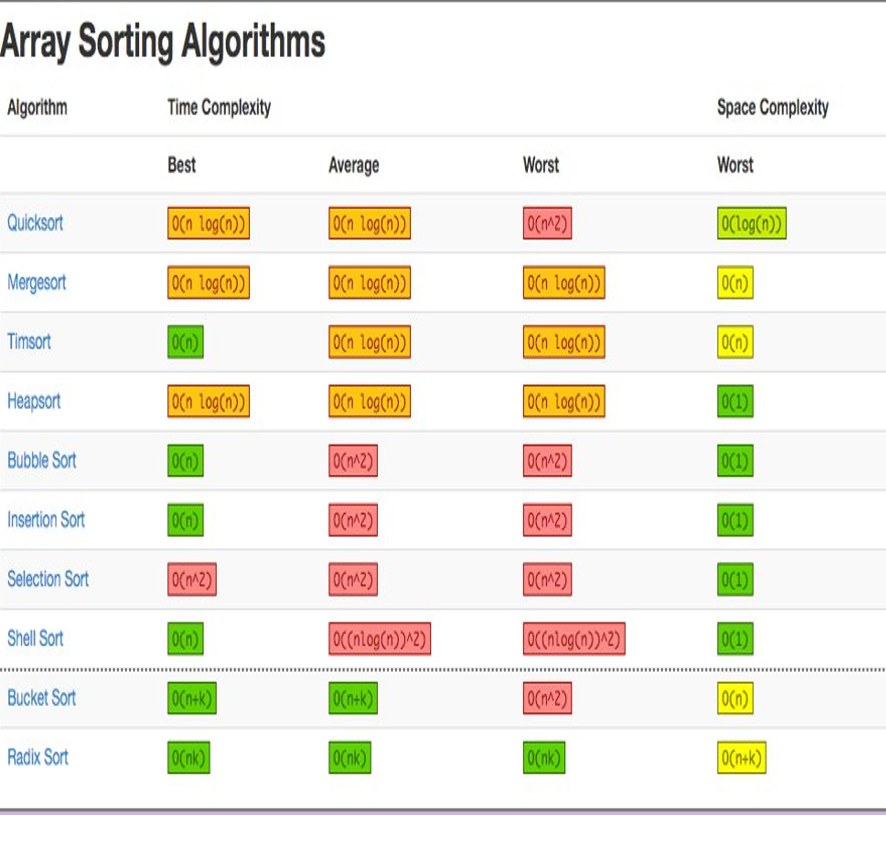 Array Sorting Algorithms
Algorithm Time Complexity Space Complexity
Best Average Worst Worst
Quicksort O(n log(n)) O(n log(n)) O(n^2) O(log(n))
Mergesort O(n log(n)) O(n log(n)) O(n log(n)) O(n)
Timsort O(n) O(n log(n)) O(n log(n)) O(n)
Heapsort O(n log(n)) O(n log(n)) O(n log(n)) O(1)
Bubble Sort O(n) O(n^2) O(n^2) O(1)
Insertion Sort O(n) O(n^2) O(n^2) O(1)
Selection Sort O(n^2) O(n^2) O(n^2) O(1)
Shell Sort O(n) O((nlog(n))^2) O((nlog(n))^2) O(1)
Bucket Sort O(n+k) O(n+k) O(n^2) O(n)
Radix Sort O(nk) O(nk) O(nk) O(n+k)